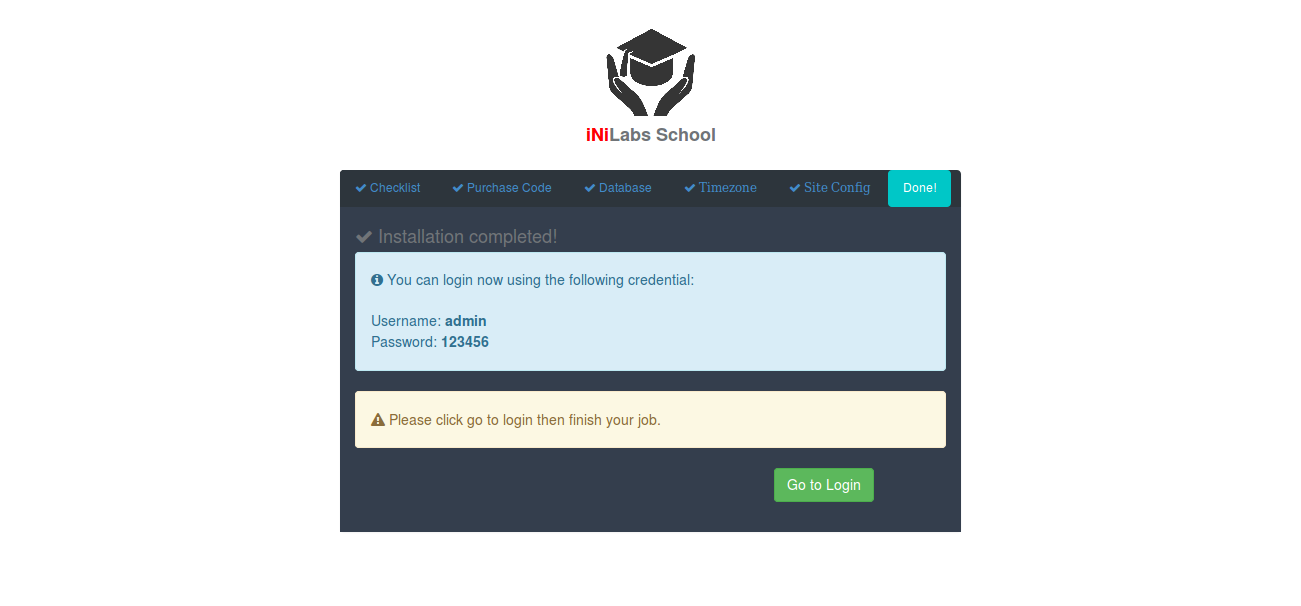 iNiLabs School
Checklist Purchase Code Database Timezone Site Config Done!
Installation completed!
You can login now using the following credential:
Username: admin
Password: 123456
Please click go to login then finish your job.
Go to Login